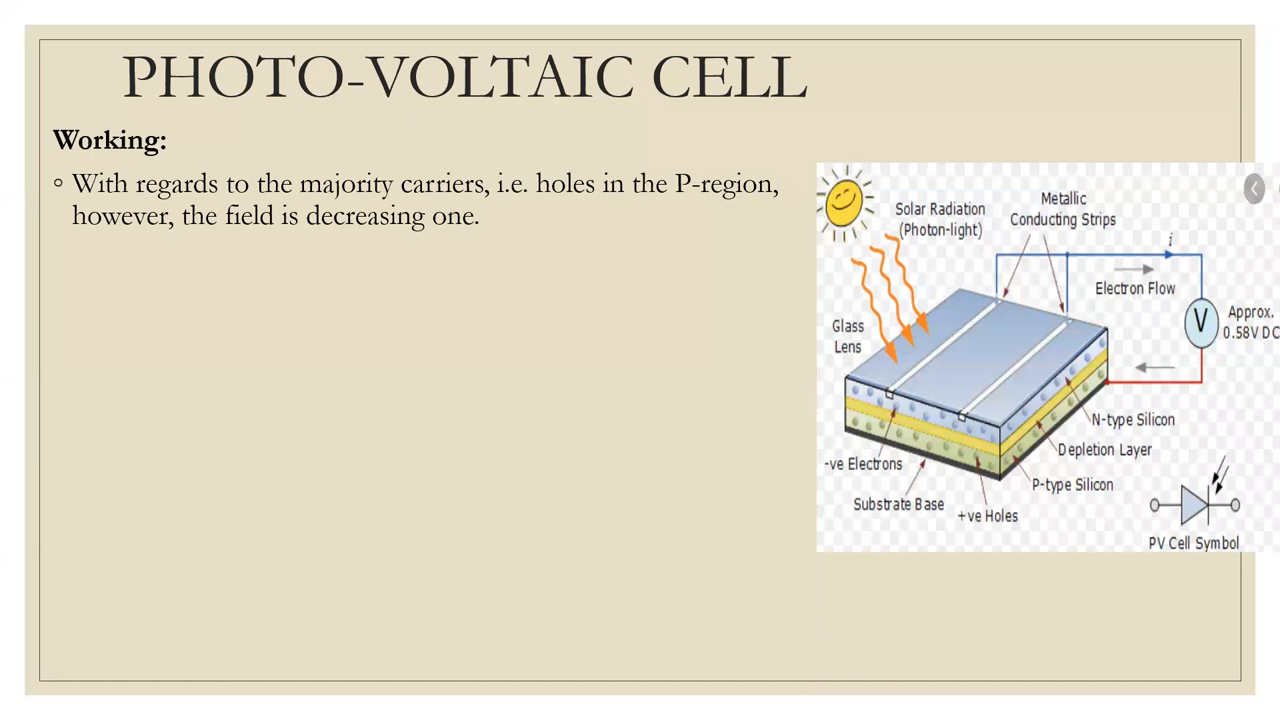 PHOTO-VOLTAIC CELL
Working:
◦ With regards to the majority carriers, i.e. holes in the P-region,
however, the field is decreasing one.
Solar Radiation
(Photon-light)
Metallic
Conducting Strips
i
Electron Flow
Glass
Lens
V
Approx.
0.58V DC
N-type Silicon
Depletion Layer
-ve Electrons
P-type Silicon
Substrate Base
+ve Holes
PV Cell Symbol